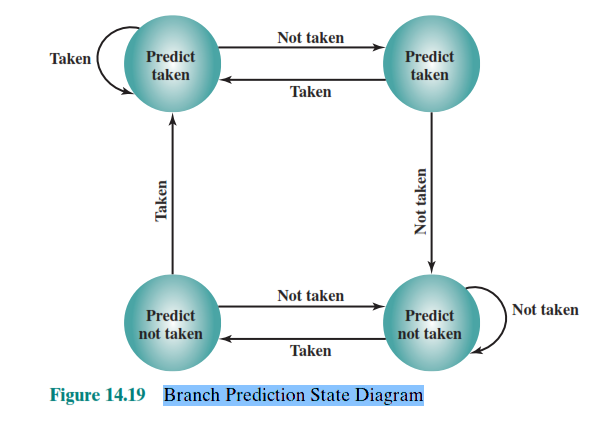 Not taken
Taken
Predict
taken
Predict
taken
Taken
Taken
Not taken
Not taken
Predict
not taken
Predict
not taken
Not taken
Taken
Figure 14.19 Branch Prediction State Diagram